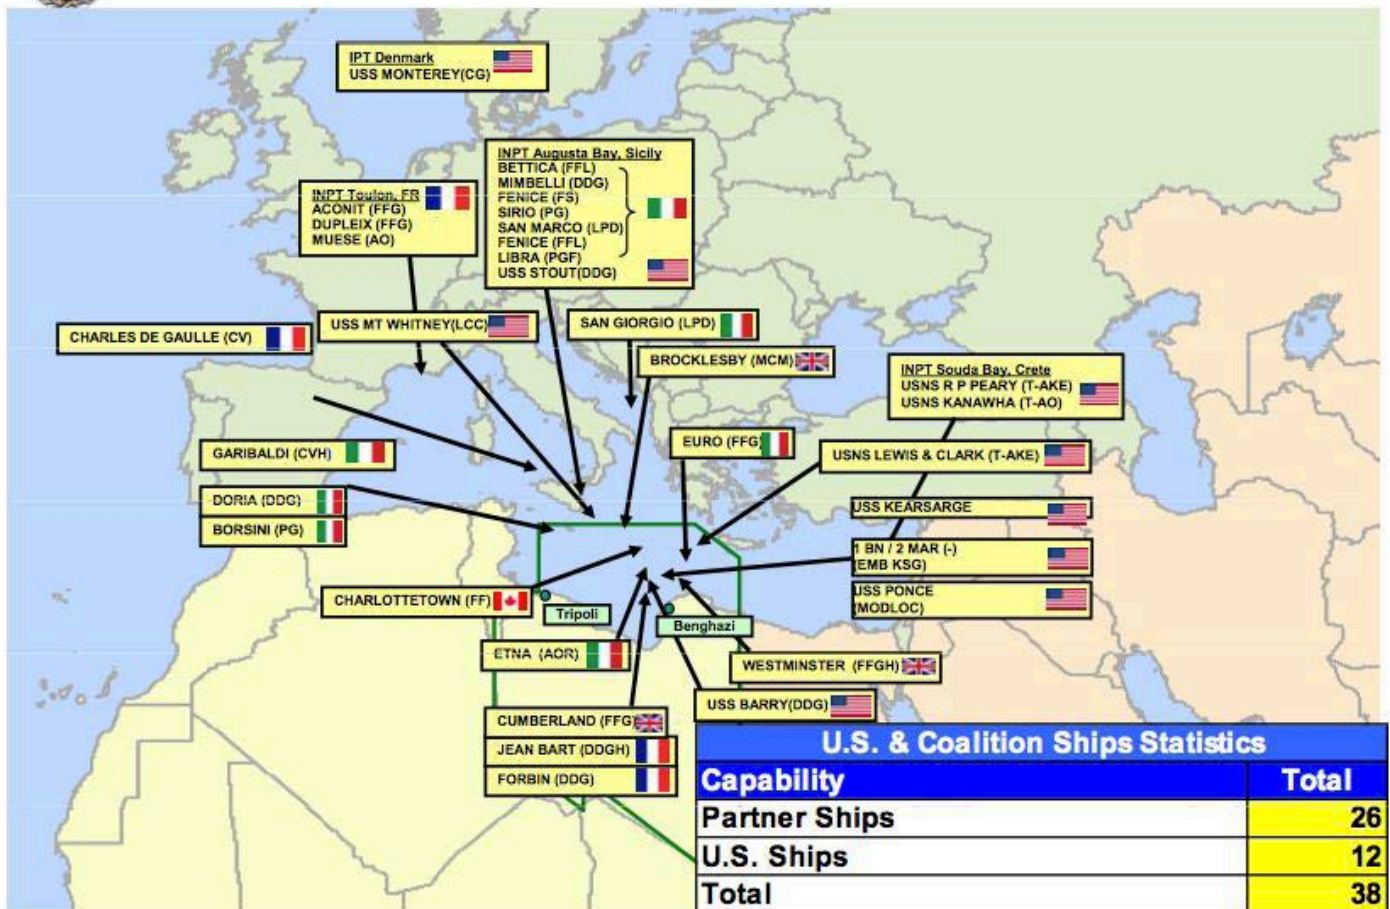 IPT Denmark
USS MONTEREY(CG)
INPT Augusta Bay, Sicily
BETTICA (FFL)
MIMBELLI (DDG)
FENICE (FS)
SIRIO (PG)
SAN MARCO (LPD)
FENICE (FFL)
LIBRA (PGF)
USS STOUT(DDG)
INPT Toulon, FR
ACONIT (FFG)
DUPLEIX (FFG)
MUESE (AO)
CHARLES DE GAULLE (CV)
USS MT WHITNEY(LCC)
SAN GIORGIO (LPD)
BROCKLESBY (MCM)
INPT Souda Bay, Crete
USNS R P PEARY (T-AKE)
USNS KANAWHA (T-AO)
GARIBALDI (CVH)
EURO (FFG)
USNS LEWIS & CLARK (T-AKE)
DORIA (DDG)
BORSINI (PG)
USS KEARSARGE
1 BN / 2 MAR (-)
(EMB KSG)
USS PONCE
(MODLOC)
CHARLOTTETOWN (FF)
Tripoli
Benghazi
ETNA (AOR)
WESTMINSTER (FFGH)
USS BARRY(DDG)
CUMBERLAND (FFG)
JEAN BART (DDGH)
FORBIN (DDG)
U.S. & Coalition Ships Statistics
Capability Total
Partner Ships 26
U.S. Ships 12
Total 38